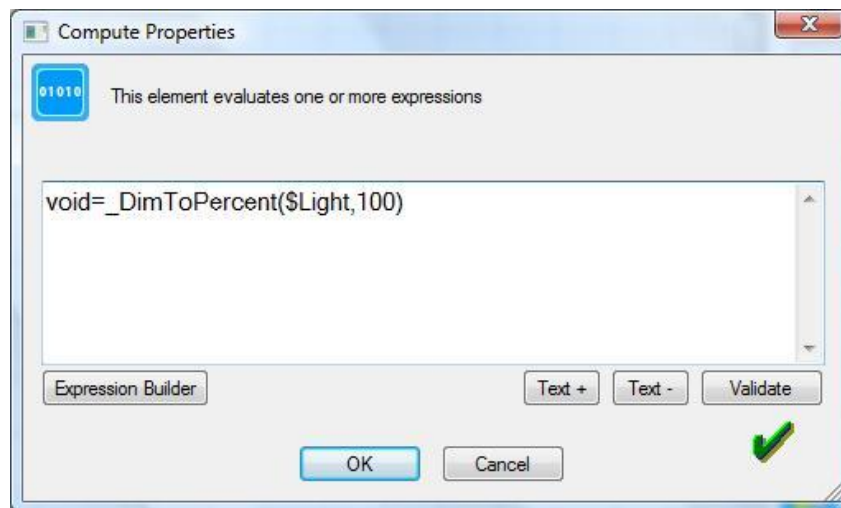 Compute Properties
X
01010
This element evaluates one or more expressions
void=_DimToPercent($Light,100)
Expression Builder
Text +
Text -
Validate
OK
Cancel